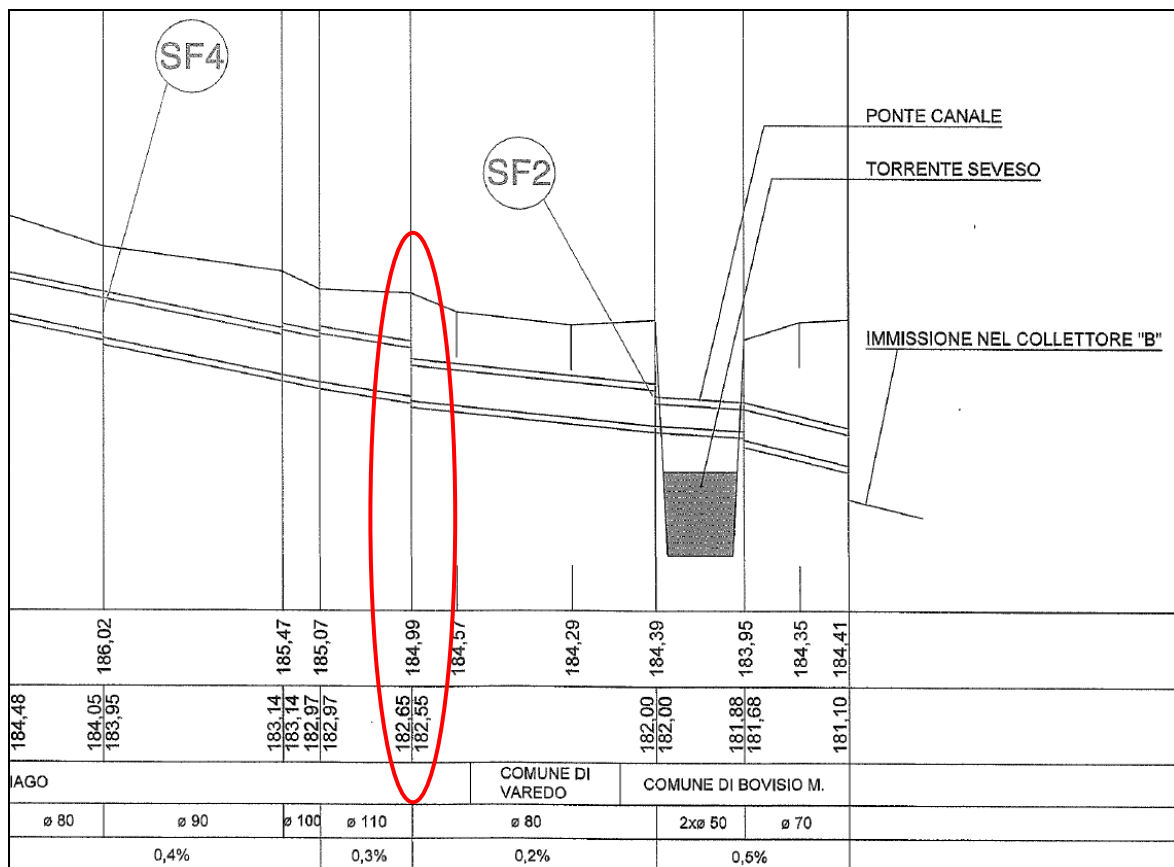 SF4
PONTE CANALE
SF2
TORRENTE SEVESO
IMMISSIONE NEL COLLETTORE "B"
186,02
185,47
185,07
184,99
184,57
184,29
184,39
183,95
184,35
184,41
184,48
184,05
183,95
183,14
183,14
182,97
182,97
182,65
182,55
182,00
182,00
181,88
181,68
181,10
IAGO
COMUNE DI
VAREDO
COMUNE DI BOVISIO M.
ø 80
ø 90
ø 100
ø 110
ø 80
2xø 50
ø 70
0,4%
0,3%
0,2%
0,5%